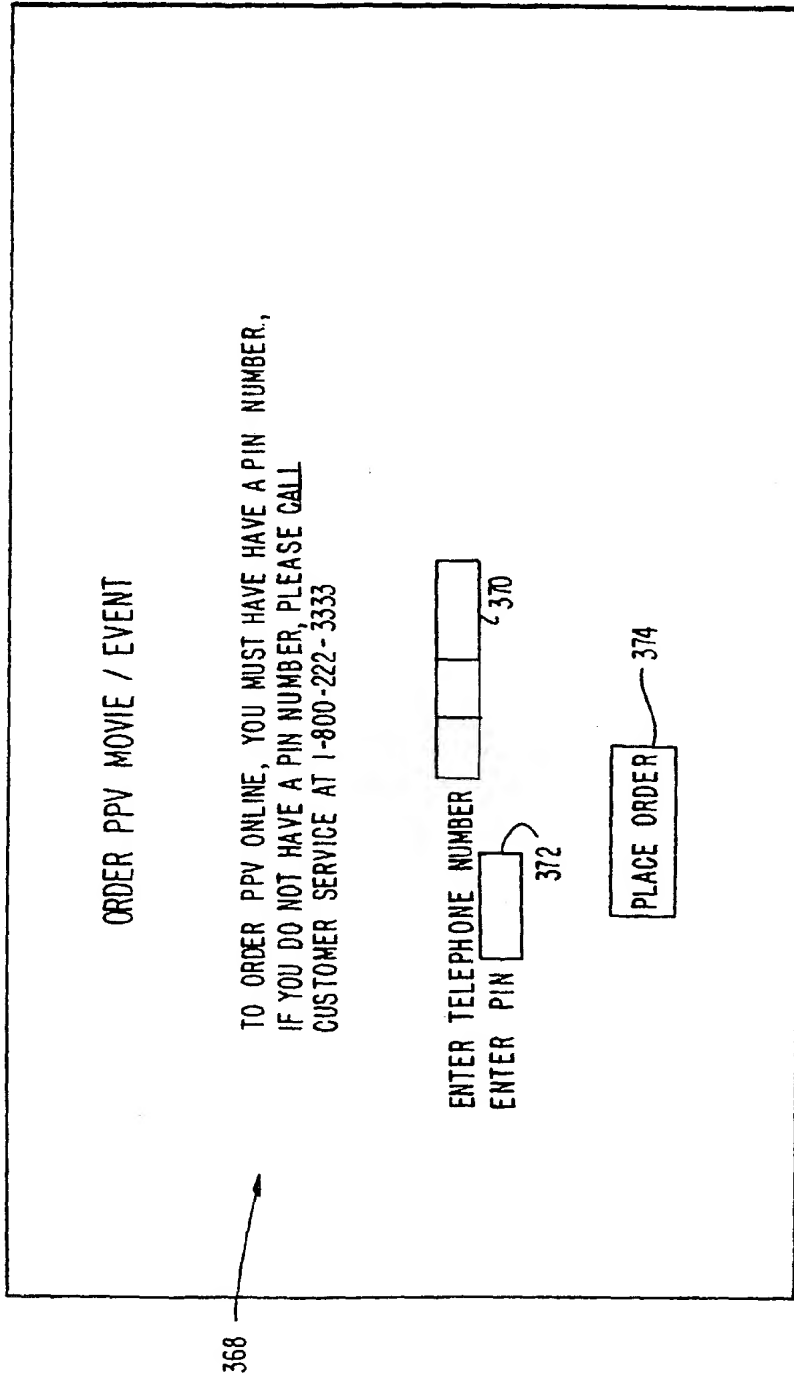 ORDER PPV MOVIE / EVENT
TO ORDER PPV ONLINE, YOU MUST HAVE HAVE A PIN NUMBER.,
IF YOU DO NOT HAVE A PIN NUMBER, PLEASE CALL
CUSTOMER SERVICE AT 1-800-222-3333
ENTER TELEPHONE NUMBER
370
ENTER PIN
372
PLACE ORDER
374
368